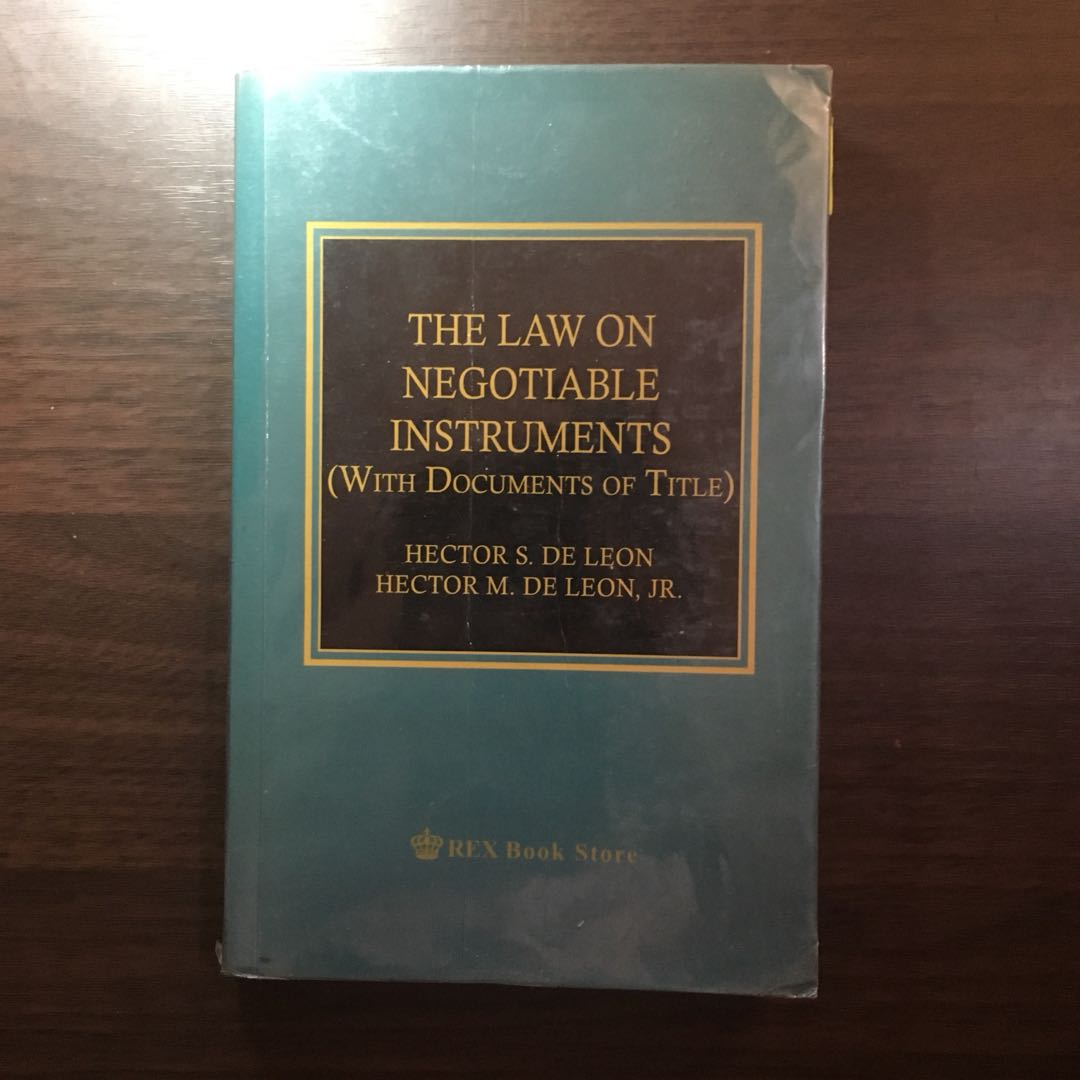 THE LAW ON
NEGOTIABLE
INSTRUMENTS
(WITH DOCUMENTS OF TITLE)
HECTOR S. DE LEON
HECTOR M. DE LEON, JR.
REX Book Store